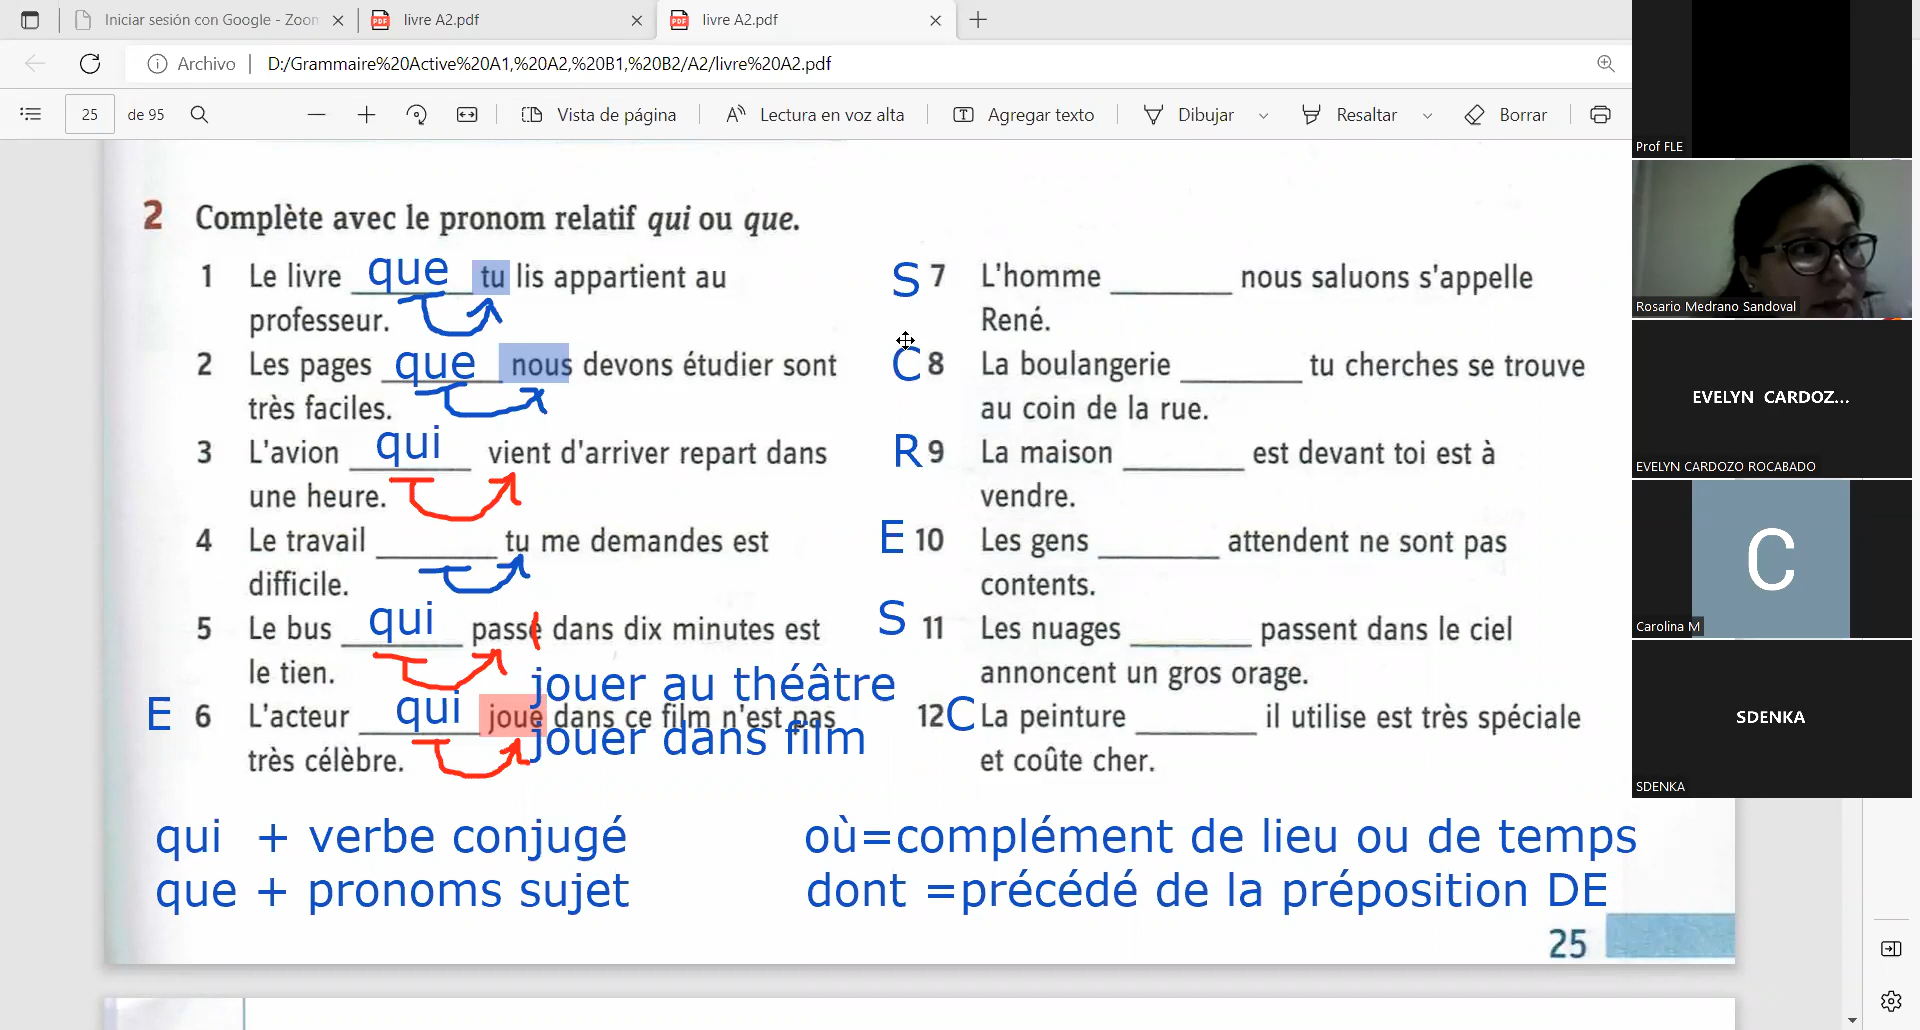 Iniciar sesión con Google - Zoom
livre A2.pdf
livre A2.pdf
Archivo
D:/Grammaire%20Active%20A1,%20A2,%20B1,%20B2/A2/livre%20A2.pdf
25 de 95
Vista de página
Lectura en voz alta
Agregar texto
Dibujar
Resaltar
Borrar
2 Complète avec le pronom relatif qui ou que.
1 Le livre que tu lis appartient au
professeur.
2 Les pages que nous devons étudier sont
très faciles.
3 L'avion qui vient d'arriver repart dans
une heure.
4 Le travail ________ tu me demandes est
difficile.
5 Le bus qui passe dans dix minutes est
le tien.
jouer au théâtre
E 6 L'acteur qui joue dans ce film n'est pas
jouer dans film
très célèbre.
S 7 L'homme ________ nous saluons s'appelle
René.
C 8 La boulangerie ________ tu cherches se trouve
au coin de la rue.
R 9 La maison ________ est devant toi est à
vendre.
E 10 Les gens ________ attendent ne sont pas
contents.
S 11 Les nuages ________ passent dans le ciel
annoncent un gros orage.
12 C La peinture ________ il utilise est très spéciale
et coûte cher.
qui + verbe conjugé
que + pronoms sujet
où=complément de lieu ou de temps
dont =précédé de la préposition DE
25
Prof FLE
Rosario Medrano Sandoval
EVELYN CARDOZ...
EVELYN CARDOZO ROCABADO
C
Carolina M
SDENKA
SDENKA